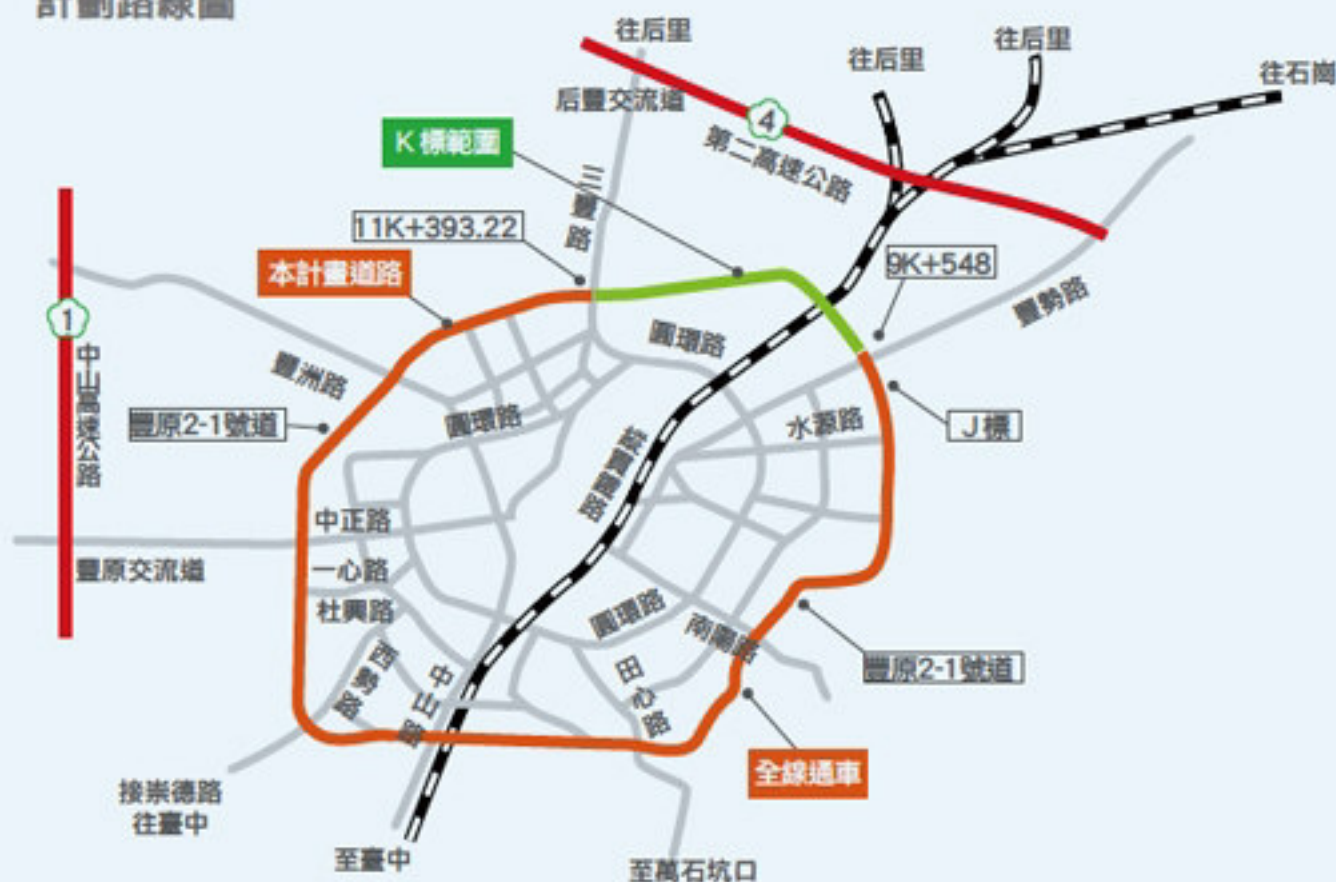 計劃路線圖
往后里
往后里
往后里
往石崗
后豐交流道
4
第二高速公路
K標範圍
三豐路
11K+393.22
9K+548
本計畫道路
豐勢路
1
中山高速公路
圓環路
豐洲路
J標
水源路
圓環路
豐原2-1號道
縱貫鐵路
中正路
豐原交流道
一心路
社興路
圓環路
南陽路
豐原2-1號道
西勢路
中山路
田心路
全線通車
接崇德路
往臺中
至臺中
至萬石坑口